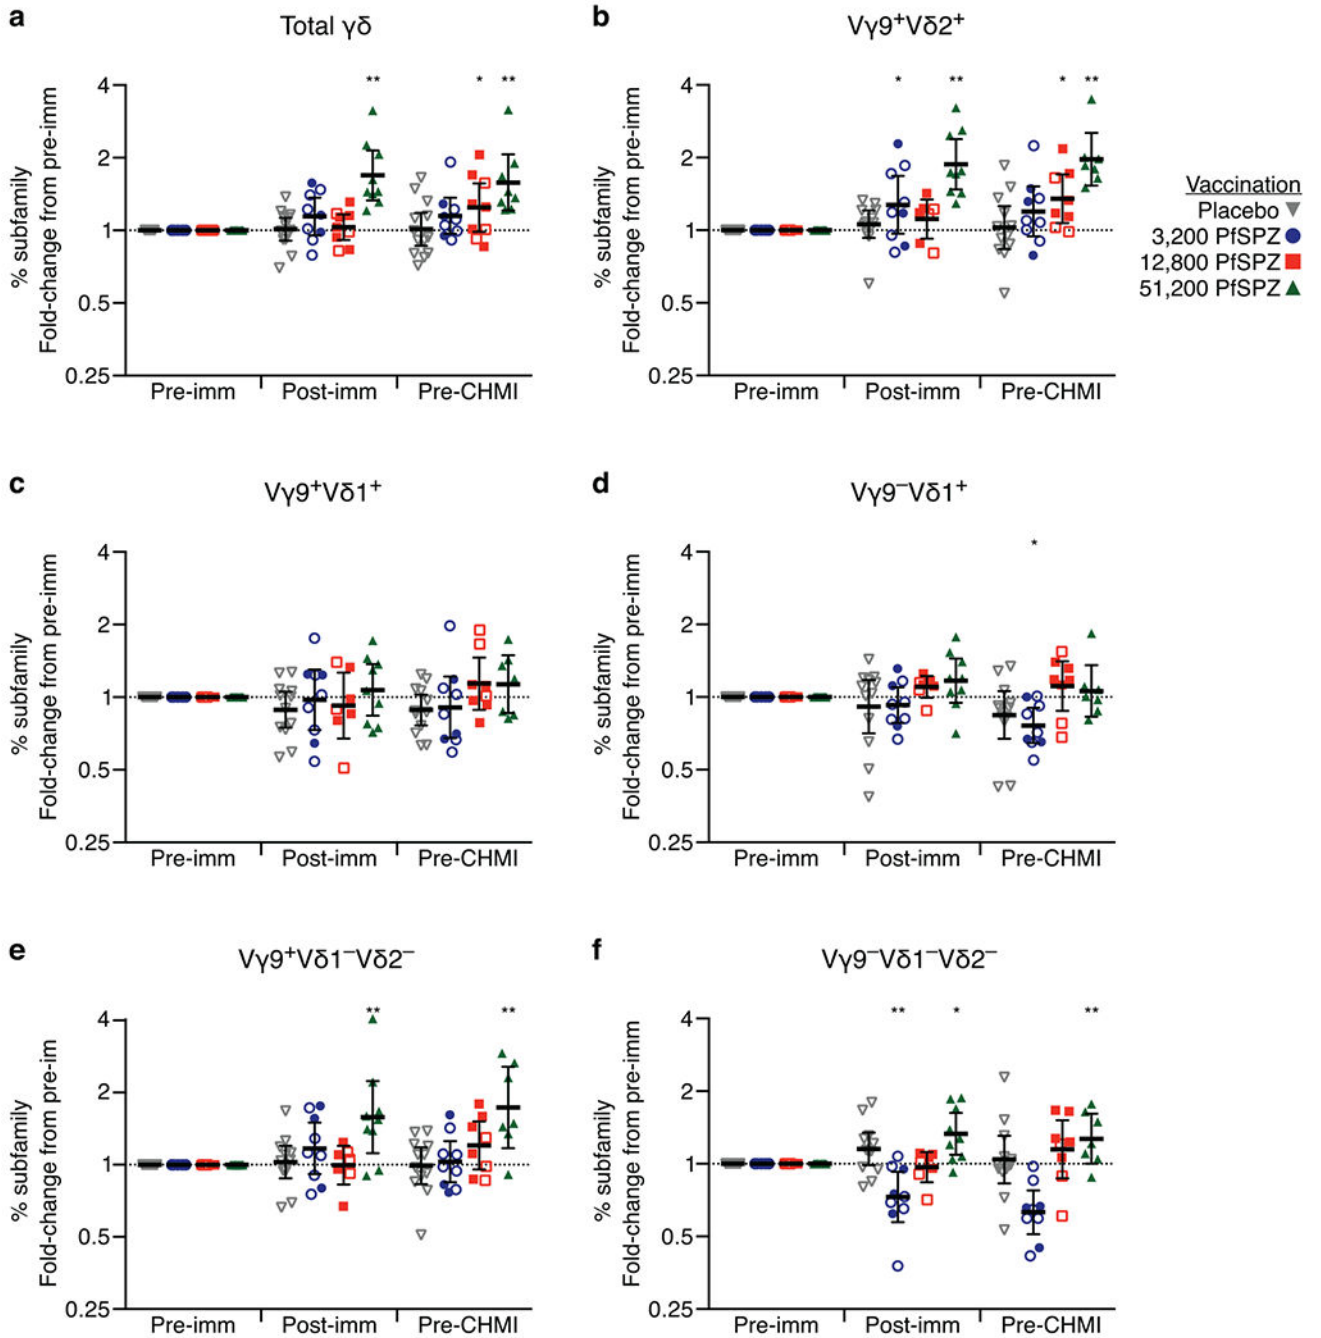 a
Total γδ
% subfamily
Fold-change from pre-imm
4
2
1
0.5
0.25
** * **
Pre-imm Post-imm Pre-CHMI
b
Vγ9⁺Vδ2⁺
% subfamily
Fold-change from pre-imm
4
2
1
0.5
0.25
* ** * **
Pre-imm Post-imm Pre-CHMI
Vaccination
Placebo
3,200 PfSPZ
12,800 PfSPZ
51,200 PfSPZ
c
Vγ9⁺Vδ1⁺
% subfamily
Fold-change from pre-imm
4
2
1
0.5
0.25
Pre-imm Post-imm Pre-CHMI
d
Vγ9⁻Vδ1⁺
% subfamily
Fold-change from pre-imm
4
2
1
0.5
0.25
*
Pre-imm Post-imm Pre-CHMI
e
Vγ9⁺Vδ1⁻Vδ2⁻
% subfamily
Fold-change from pre-im
4
2
1
0.5
0.25
** **
Pre-imm Post-imm Pre-CHMI
f
Vγ9⁻Vδ1⁻Vδ2⁻
% subfamily
Fold-change from pre-imm
4
2
1
0.5
0.25
** * **
Pre-imm Post-imm Pre-CHMI